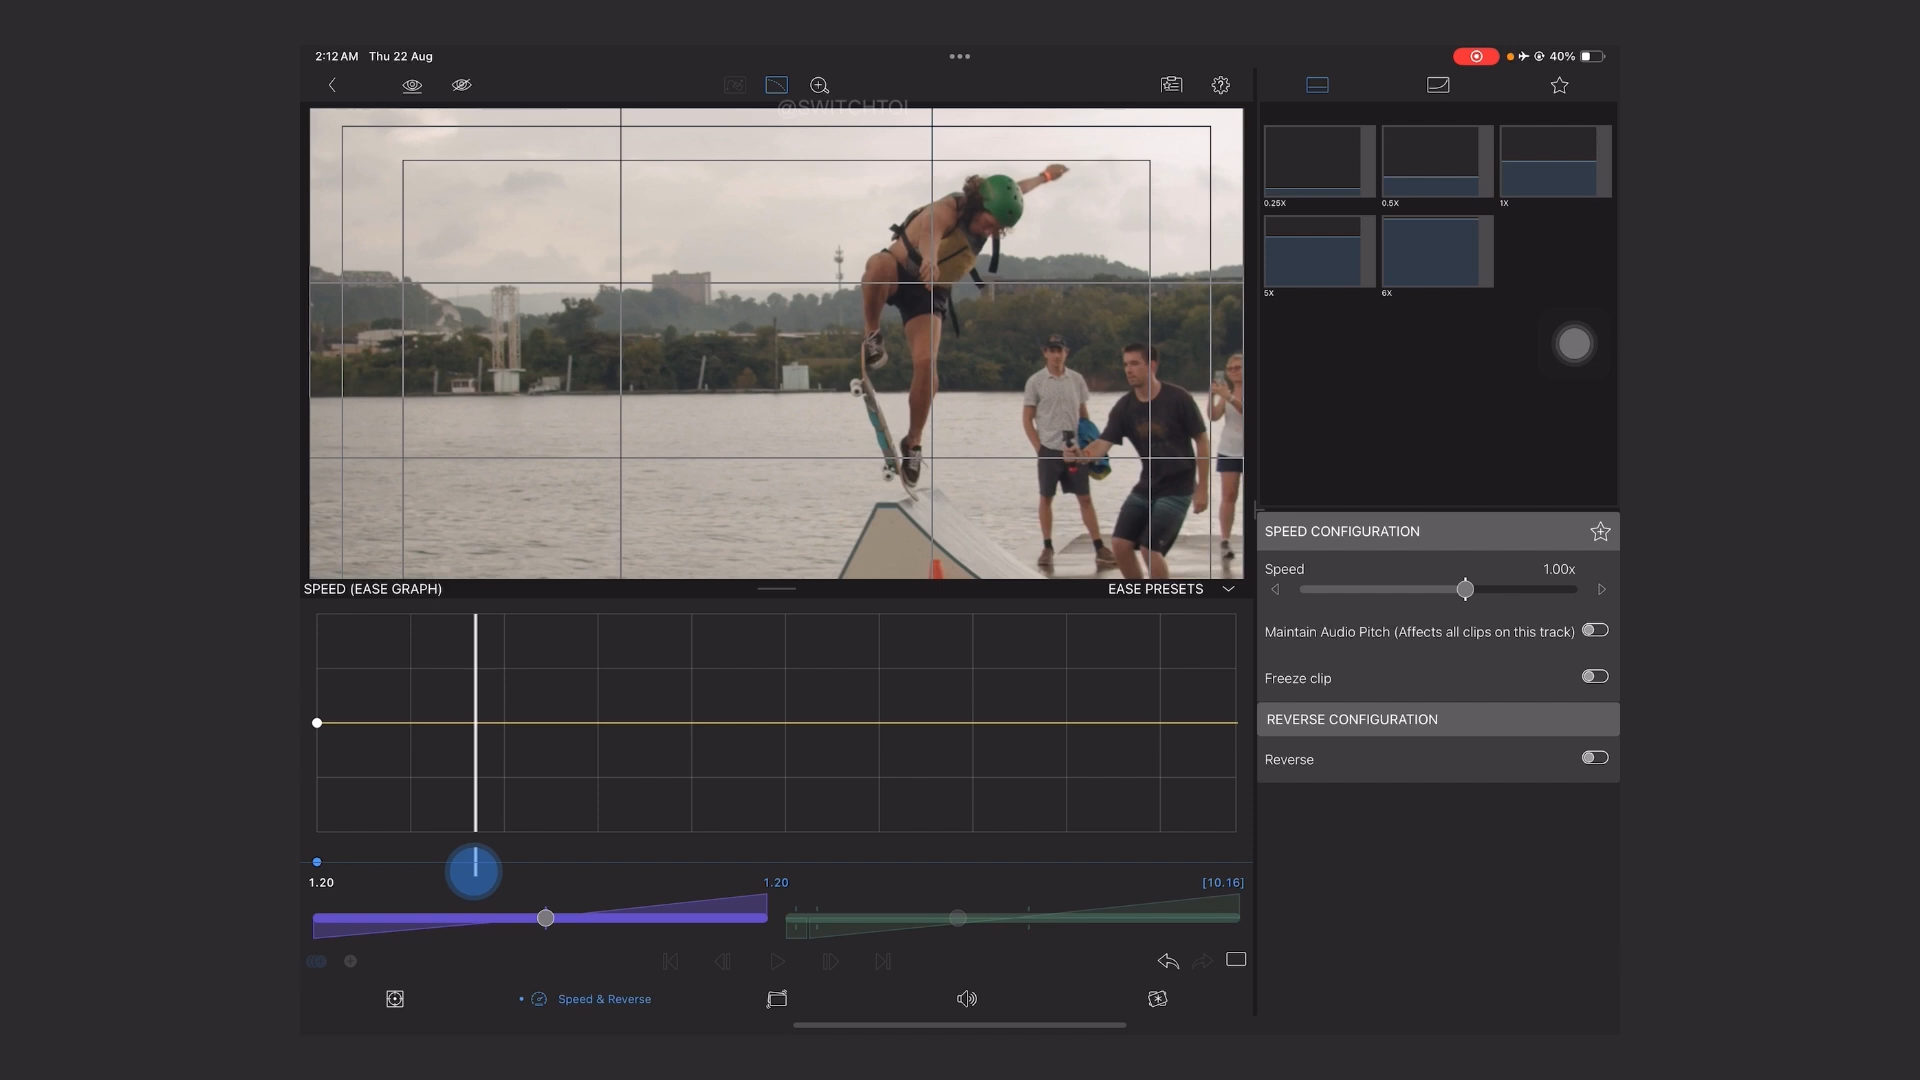 2:12 AM Thu 22 Aug
40%
@SWITCHTOI
0.25X
0.5X
1X
5X
6X
SPEED CONFIGURATION
Speed 1.00x
Maintain Audio Pitch (Affects all clips on this track)
Freeze clip
REVERSE CONFIGURATION
Reverse
SPEED (EASE GRAPH)
EASE PRESETS
1.20
1.20
[10.16]
Speed & Reverse